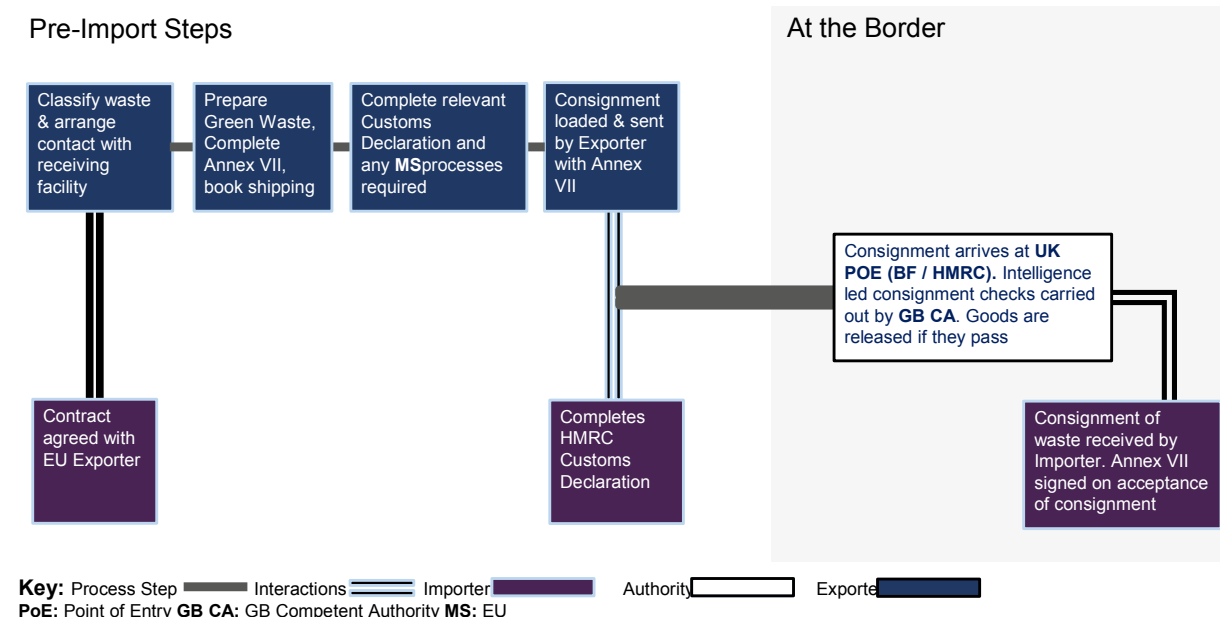 Pre-Import Steps
At the Border
Classify waste
& arrange
contact with
receiving
facility
Prepare
Green Waste,
Complete
Annex VII,
book shipping
Complete relevant
Customs
Declaration and
any MSprocesses
required
Consignment
loaded & sent
by Exporter
with Annex
VII
Consignment arrives at UK
POE (BF / HMRC). Intelligence
led consignment checks carried
out by GB CA. Goods are
released if they pass
Contract
agreed with
EU Exporter
Completes
HMRC
Customs
Declaration
Consignment of
waste received by
Importer. Annex VII
signed on acceptance
of consignment
Key: Process Step Interactions Importer Authority Exporte
PoE: Point of Entry GB CA: GB Competent Authority MS: EU